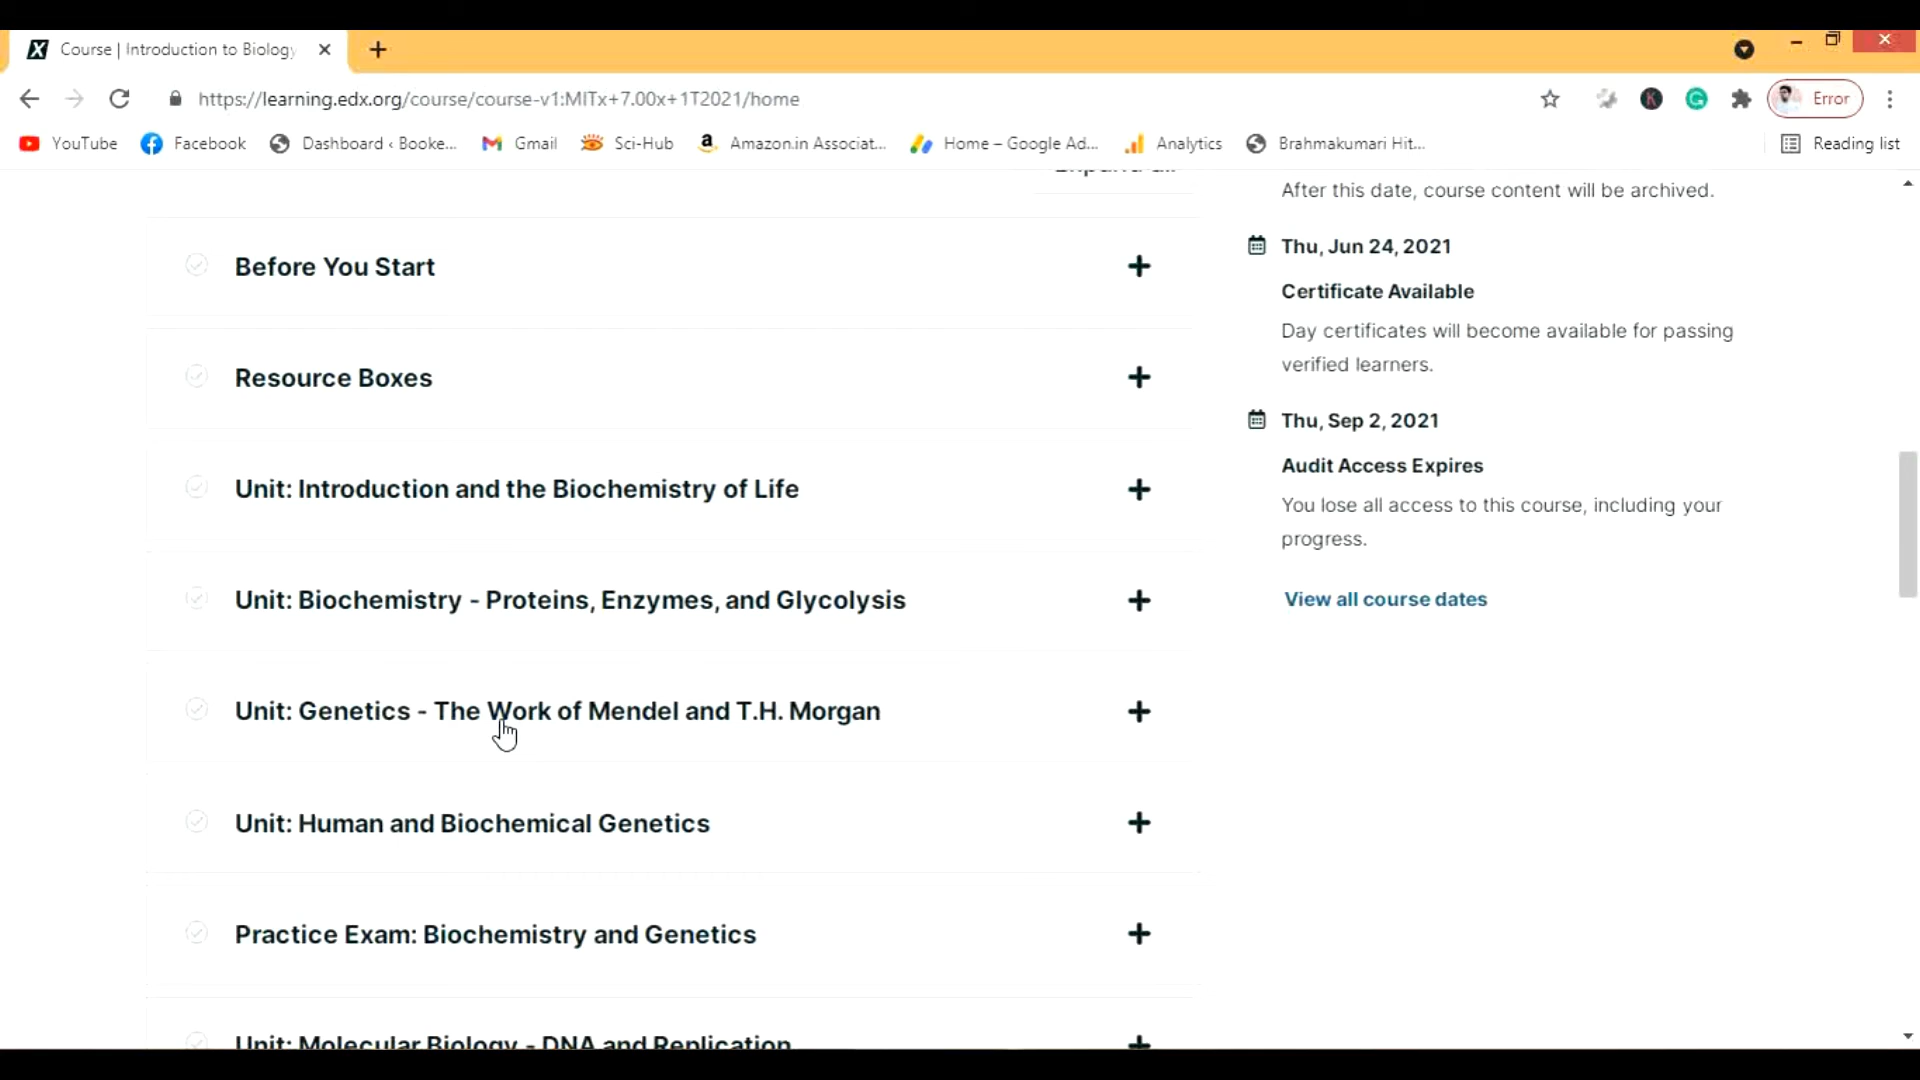 Course | Introduction to Biology
https://learning.edx.org/course/course-v1:MITx+7.00x+1T2021/home
Error
YouTube
Facebook
Dashboard ‹ Booke...
Gmail
Sci-Hub
Amazon.in Associat...
Home – Google Ad...
Analytics
Brahmakumari Hit...
Reading list
Expand all
Before You Start
Resource Boxes
Unit: Introduction and the Biochemistry of Life
Unit: Biochemistry - Proteins, Enzymes, and Glycolysis
Unit: Genetics - The Work of Mendel and T.H. Morgan
Unit: Human and Biochemical Genetics
Practice Exam: Biochemistry and Genetics
Unit: Molecular Biology - DNA and Replication
After this date, course content will be archived.
Thu, Jun 24, 2021
Certificate Available
Day certificates will become available for passing
verified learners.
Thu, Sep 2, 2021
Audit Access Expires
You lose all access to this course, including your
progress.
View all course dates